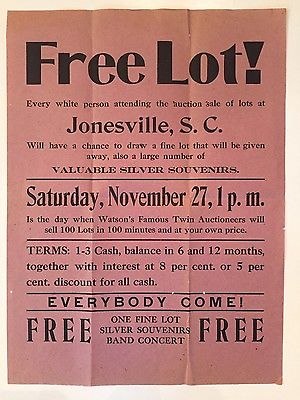 Free Lot!
Every white person attending the auction sale of lots at
Jonesville, S. C.
Will have a chance to draw a fine lot that will be given
away, also a large number of
VALUABLE SILVER SOUVENIRS.
Saturday, November 27, 1 p. m.
Is the day when Watson's Famous Twin Auctioneers will
sell 100 Lots in 100 minutes and at your own price.
TERMS: 1-3 Cash, balance in 6 and 12 months,
together with interest at 8 per cent. or 5 per
cent. discount for all cash.
EVERYBODY COME!
FREE
ONE FINE LOT
SILVER SOUVENIRS
BAND CONCERT
FREE